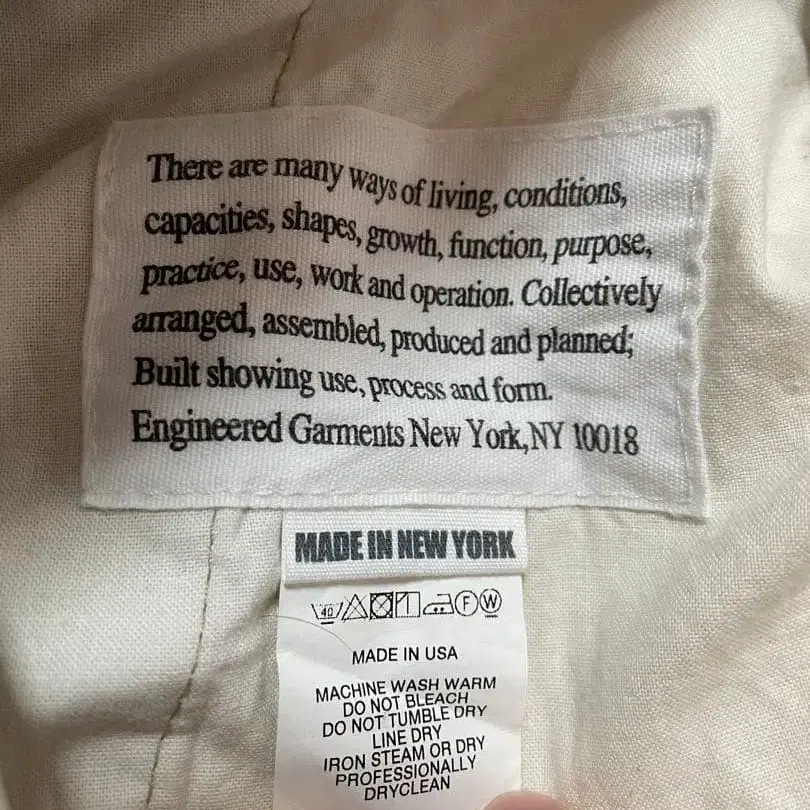 There are many ways of living, conditions,
capacities, shapes, growth, function, purpose,
practice, use, work and operation. Collectively
arranged, assembled, produced and planned;
Built showing use, process and form.
Engineered Garments New York, NY 10018
MADE IN NEW YORK
40 F W
MADE IN USA
MACHINE WASH WARM
DO NOT BLEACH
DO NOT TUMBLE DRY
LINE DRY
IRON STEAM OR DRY
PROFESSIONALLY
DRYCLEAN